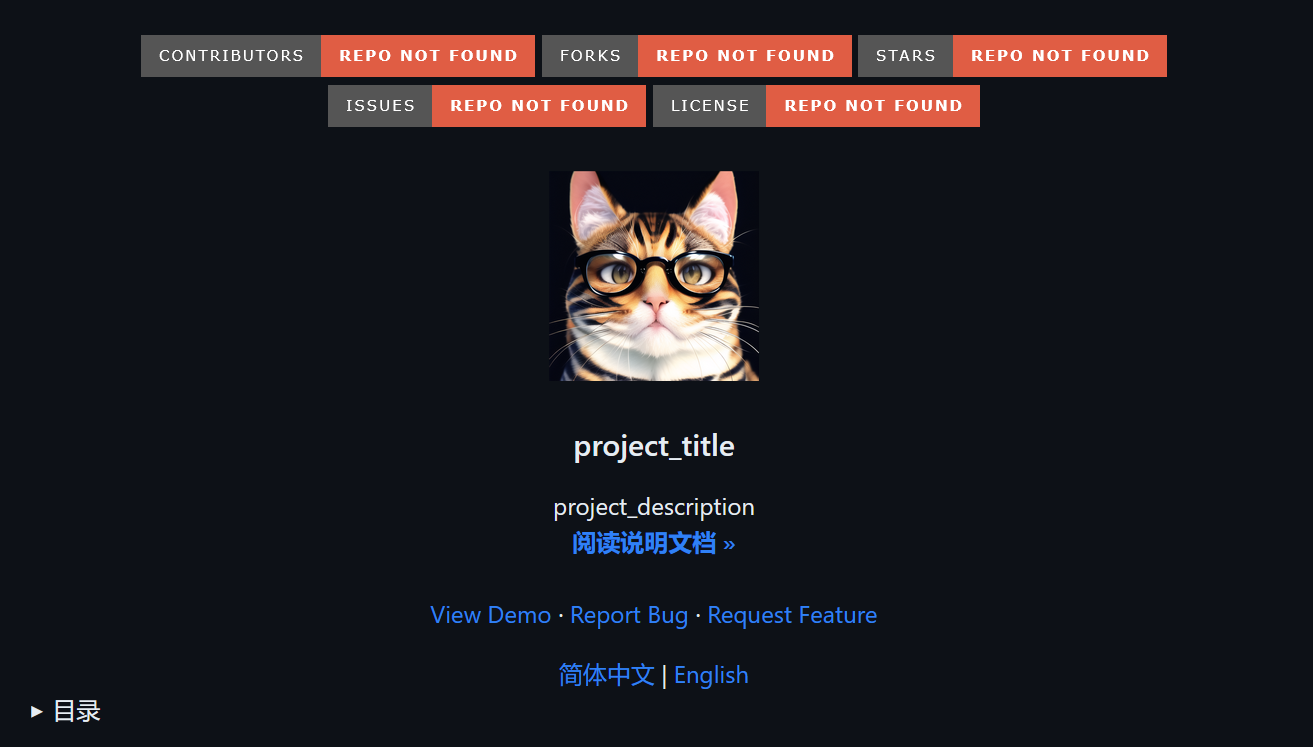 CONTRIBUTORS REPO NOT FOUND FORKS REPO NOT FOUND STARS REPO NOT FOUND
ISSUES REPO NOT FOUND LICENSE REPO NOT FOUND
project_title
project_description
阅读说明文档 »
View Demo · Report Bug · Request Feature
简体中文 | English
▸ 目录